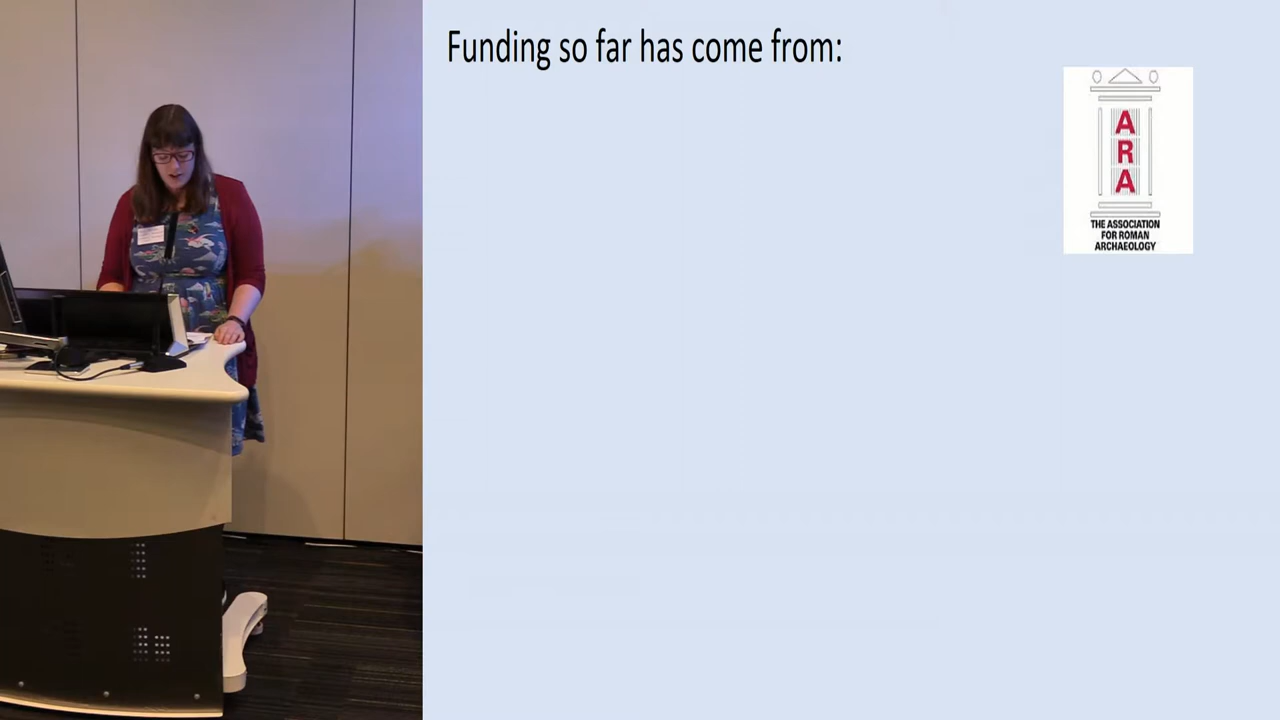 Funding so far has come from:
A
R
A
THE ASSOCIATION
FOR ROMAN
ARCHAEOLOGY